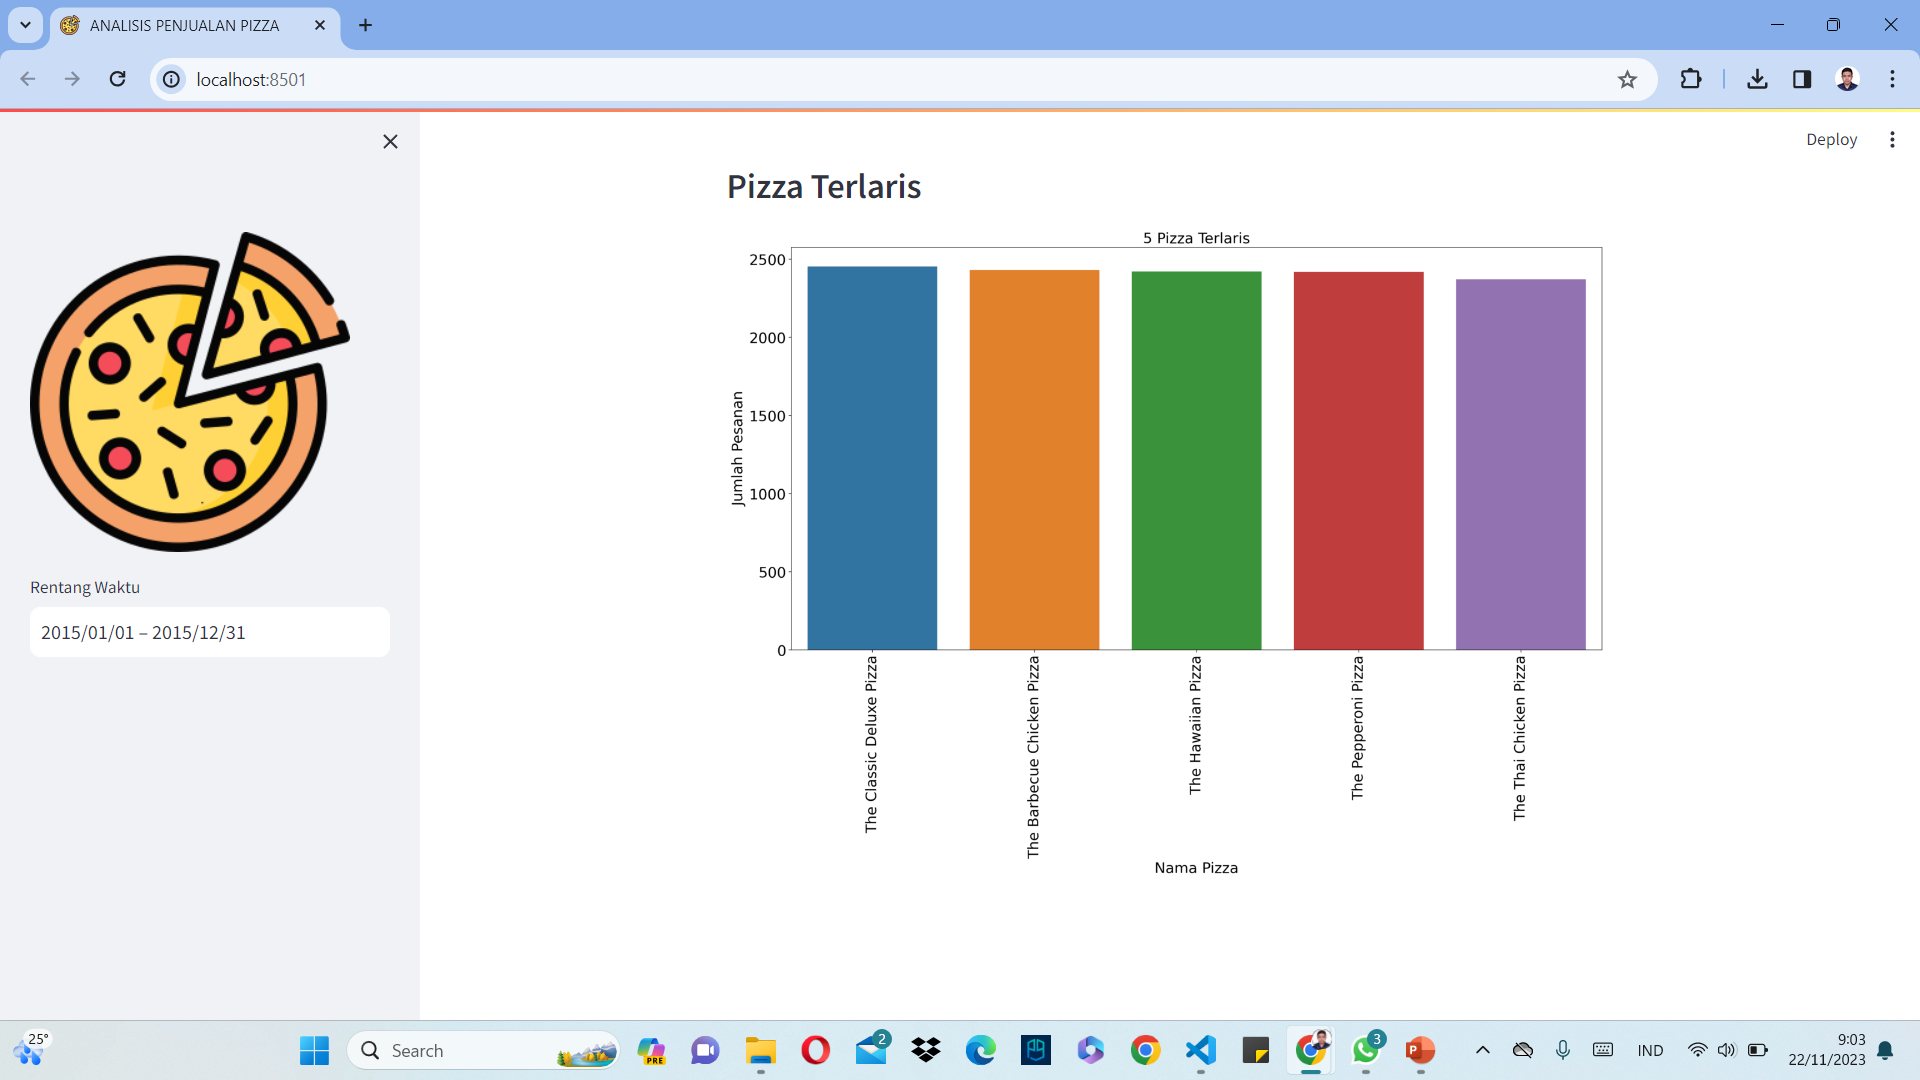 ANALISIS PENJUALAN PIZZA
localhost:8501
Deploy
Rentang Waktu
2015/01/01 – 2015/12/31
Pizza Terlaris
5 Pizza Terlaris
2500
2000
1500
1000
500
0
Jumlah Pesanan
The Classic Deluxe Pizza
The Barbecue Chicken Pizza
The Hawaiian Pizza
The Pepperoni Pizza
The Thai Chicken Pizza
Nama Pizza
25°
Search
PRE
2
3
IND
9:03
22/11/2023